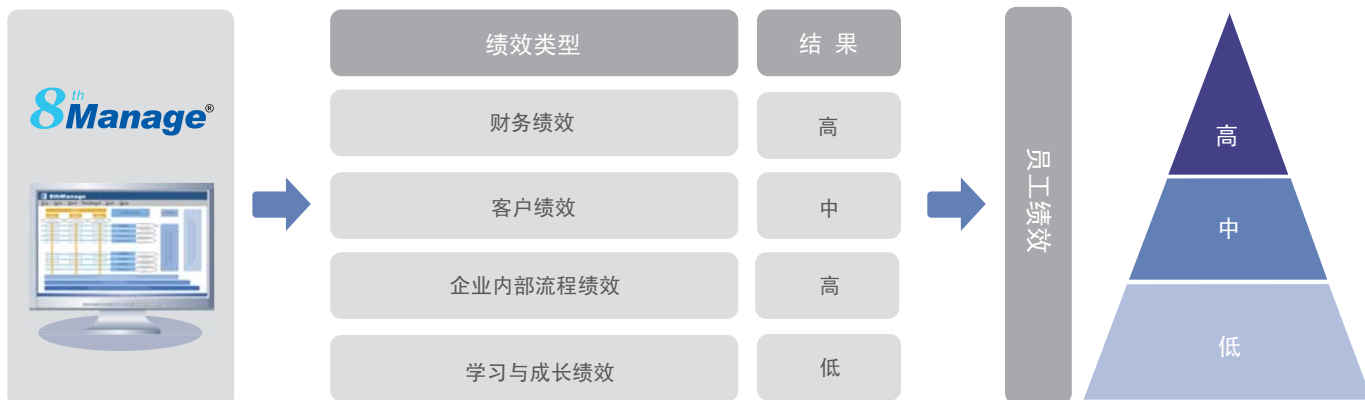 8thManage®
8thManage
绩效类型
结 果
财务绩效
高
客户绩效
中
企业内部流程绩效
高
学习与成长绩效
低
员工绩效
高
中
低